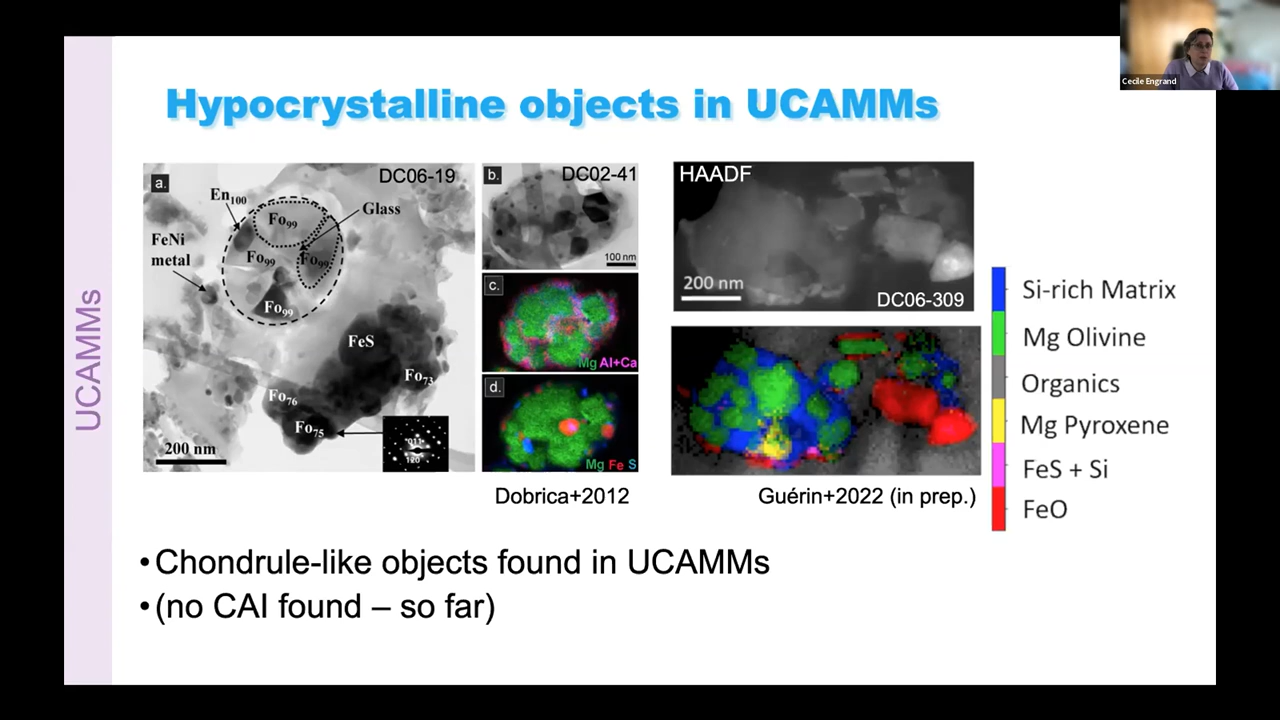 Cecile Engrand
Hypocrystalline objects in UCAMMs
UCAMMs
a.
DC06-19
En100
Fo99
Glass
FeNi
metal
Fo99
Fo99
Fo99
FeS
Fo73
Fo76
Fo75
200 nm
b.
DC02-41
100 nm
c.
Mg Al+Ca
d.
Mg Fe S
Dobrica+2012
HAADF
200 nm
DC06-309
Guérin+2022 (in prep.)
Si-rich Matrix
Mg Olivine
Organics
Mg Pyroxene
FeS + Si
FeO
•Chondrule-like objects found in UCAMMs
•(no CAI found – so far)